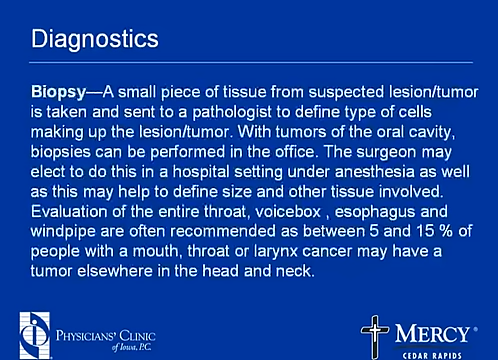 Diagnostics
Biopsy—A small piece of tissue from suspected lesion/tumor
is taken and sent to a pathologist to define type of cells
making up the lesion/tumor. With tumors of the oral cavity,
biopsies can be performed in the office. The surgeon may
elect to do this in a hospital setting under anesthesia as well
as this may help to define size and other tissue involved.
Evaluation of the entire throat, voicebox , esophagus and
windpipe are often recommended as between 5 and 15 % of
people with a mouth, throat or larynx cancer may have a
tumor elsewhere in the head and neck.
PHYSICIANS' CLINIC
of Iowa, P.C.
MERCY®
CEDAR RAPIDS